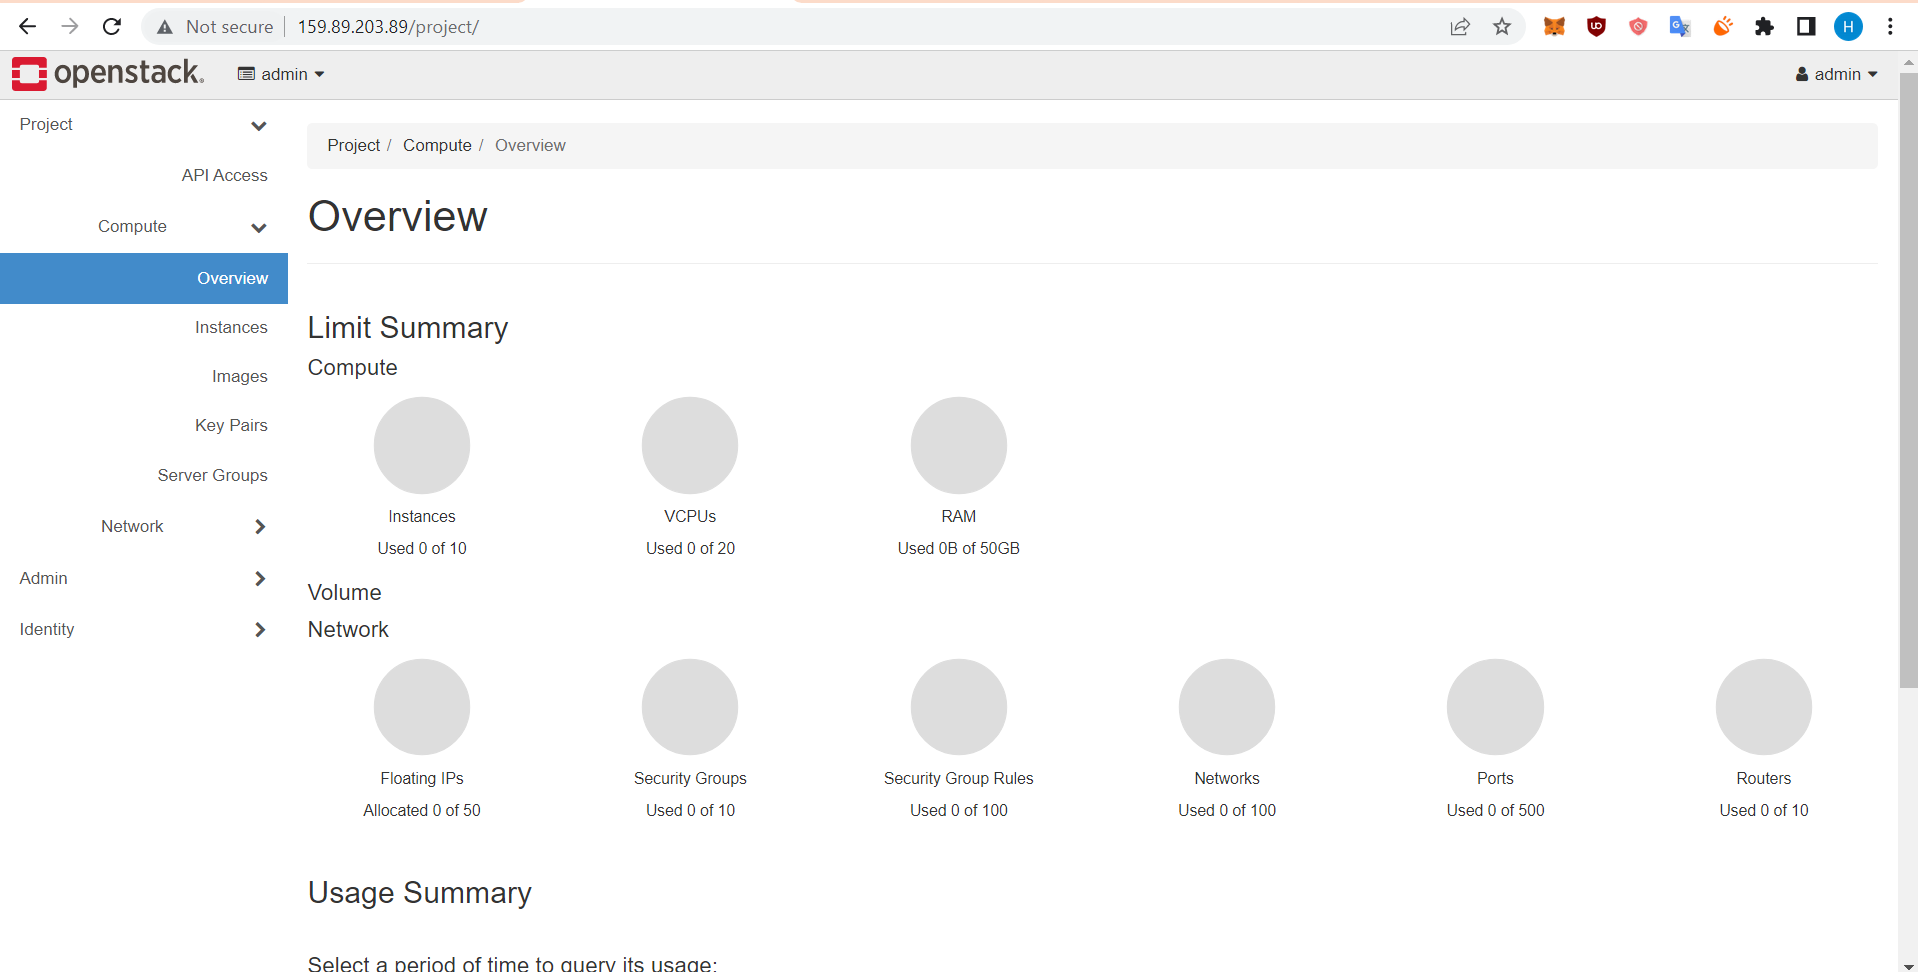 Not secure 159.89.203.89/project/
H
openstack.
admin
admin
Project
API Access
Compute
Overview
Instances
Images
Key Pairs
Server Groups
Network
Admin
Identity
Project / Compute / Overview
Overview
Limit Summary
Compute
Instances
Used 0 of 10
VCPUs
Used 0 of 20
RAM
Used 0B of 50GB
Volume
Network
Floating IPs
Allocated 0 of 50
Security Groups
Used 0 of 10
Security Group Rules
Used 0 of 100
Networks
Used 0 of 100
Ports
Used 0 of 500
Routers
Used 0 of 10
Usage Summary
Select a period of time to query its usage: